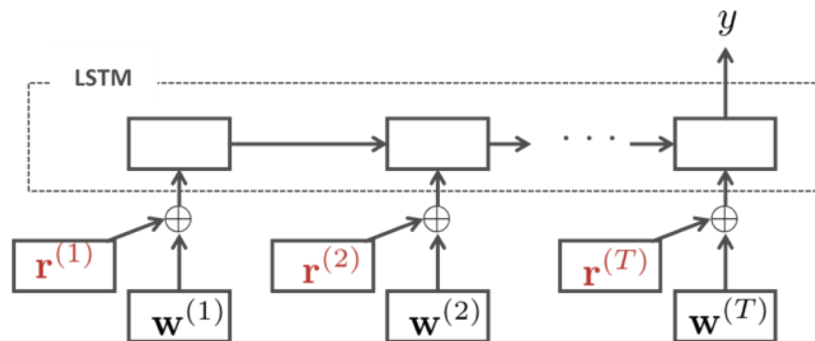 y
LSTM
. . .
r^{(1)} r^{(2)} r^{(T)}
w^{(1)} w^{(2)} w^{(T)}